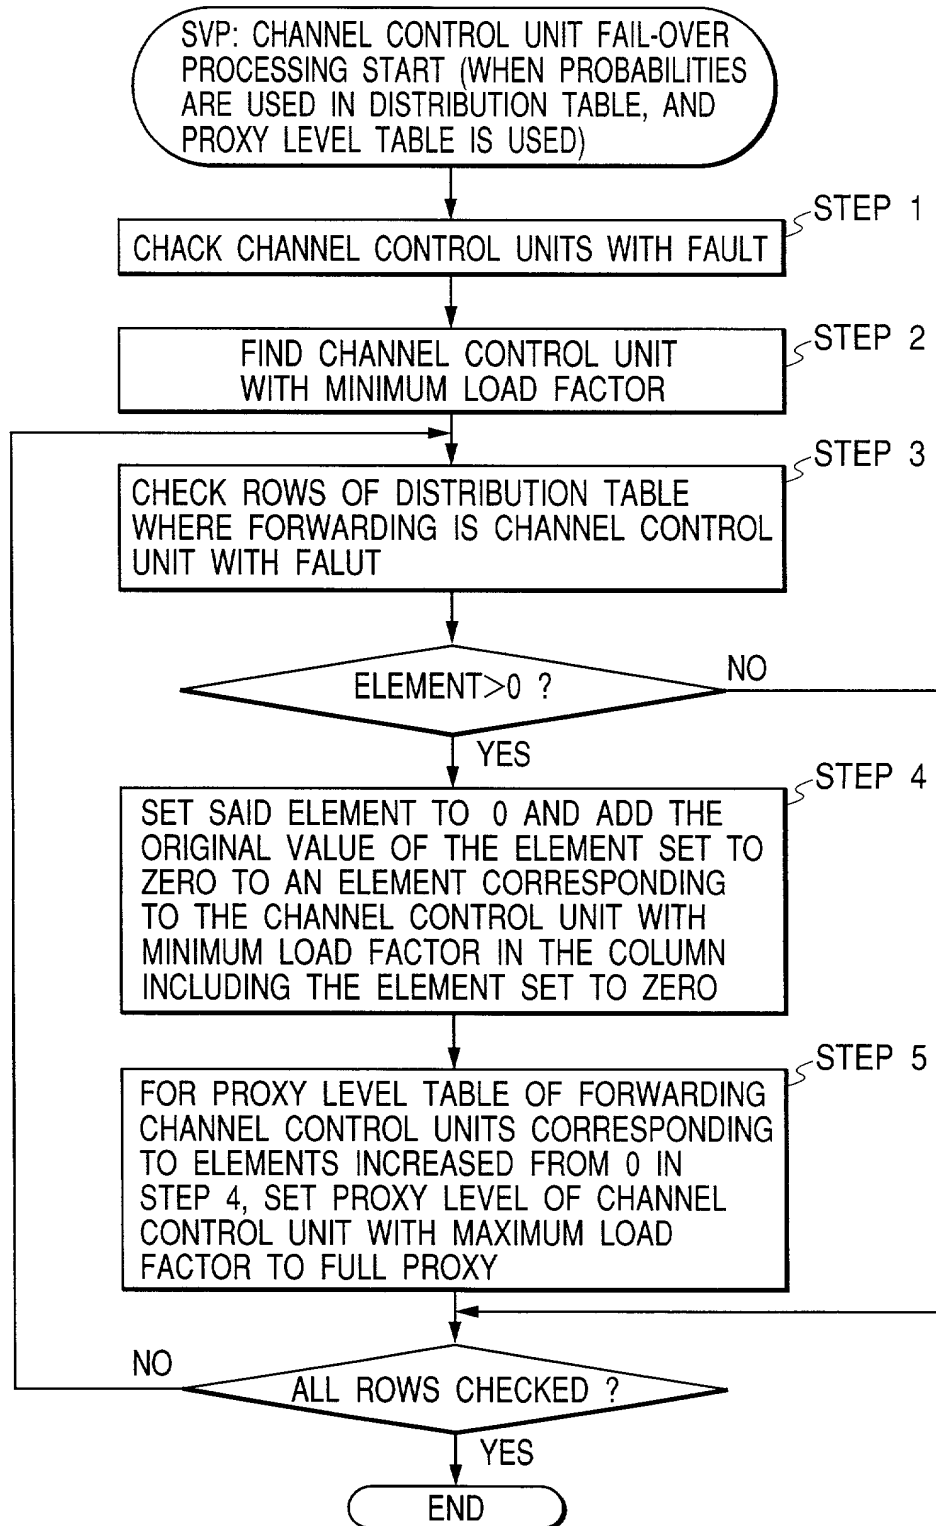 SVP: CHANNEL CONTROL UNIT FAIL-OVER
PROCESSING START (WHEN PROBABILITIES
ARE USED IN DISTRIBUTION TABLE, AND
PROXY LEVEL TABLE IS USED)
STEP 1
CHACK CHANNEL CONTROL UNITS WITH FAULT
STEP 2
FIND CHANNEL CONTROL UNIT
WITH MINIMUM LOAD FACTOR
STEP 3
CHECK ROWS OF DISTRIBUTION TABLE
WHERE FORWARDING IS CHANNEL CONTROL
UNIT WITH FALUT
ELEMENT>0 ?
NO
YES
STEP 4
SET SAID ELEMENT TO 0 AND ADD THE
ORIGINAL VALUE OF THE ELEMENT SET TO
ZERO TO AN ELEMENT CORRESPONDING
TO THE CHANNEL CONTROL UNIT WITH
MINIMUM LOAD FACTOR IN THE COLUMN
INCLUDING THE ELEMENT SET TO ZERO
STEP 5
FOR PROXY LEVEL TABLE OF FORWARDING
CHANNEL CONTROL UNITS CORRESPONDING
TO ELEMENTS INCREASED FROM 0 IN
STEP 4, SET PROXY LEVEL OF CHANNEL
CONTROL UNIT WITH MAXIMUM LOAD
FACTOR TO FULL PROXY
NO
ALL ROWS CHECKED ?
YES
END